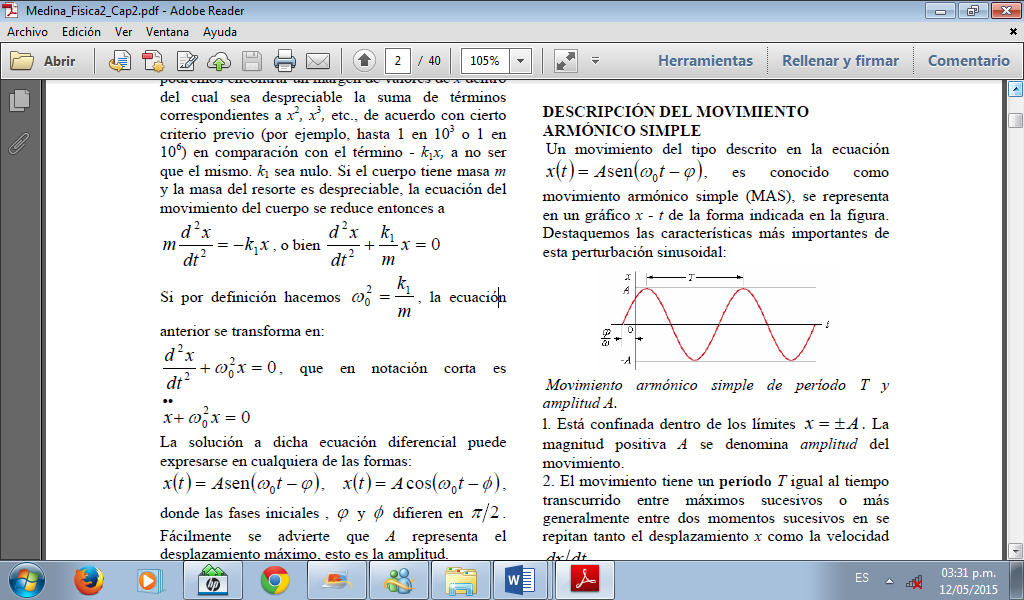 Medina_Fisica2_Cap2.pdf - Adobe Reader
Archivo Edición Ver Ventana Ayuda
Abrir 2 / 40 105% Herramientas Rellenar y firmar Comentario
podremos encontrar un margen de valores de x dentro
del cual sea despreciable la suma de términos
correspondientes a x², x³, etc., de acuerdo con cierto
criterio previo (por ejemplo, hasta 1 en 10³ o 1 en
10⁶) en comparación con el término - k₁x, a no ser
que el mismo. k₁ sea nulo. Si el cuerpo tiene masa m
y la masa del resorte es despreciable, la ecuación del
movimiento del cuerpo se reduce entonces a
m d²x/dt² = −k₁x , o bien d²x/dt² + k₁/m x = 0
Si por definición hacemos ω₀² = k₁/m , la ecuación
anterior se transforma en:
d²x/dt² + ω₀²x = 0, que en notación corta es
ẍ + ω₀²x = 0
La solución a dicha ecuación diferencial puede
expresarse en cualquiera de las formas:
x(t) = Asen(ω₀t − φ), x(t) = A cos(ω₀t − ϕ),
donde las fases iniciales , φ y ϕ difieren en π/2 .
Fácilmente se advierte que A representa el
desplazamiento máximo, esto es la amplitud.
DESCRIPCIÓN DEL MOVIMIENTO
ARMÓNICO SIMPLE
Un movimiento del tipo descrito en la ecuación
x(t) = Asen(ω₀t − φ), es conocido como
movimiento armónico simple (MAS), se representa
en un gráfico x - t de la forma indicada en la figura.
Destaquemos las características más importantes de
esta perturbación sinusoidal:
x
T
A
φ/ω
0
t
-A
Movimiento armónico simple de período T y
amplitud A.
1. Está confinada dentro de los límites x = ±A. La
magnitud positiva A se denomina amplitud del
movimiento.
2. El movimiento tiene un período T igual al tiempo
transcurrido entre máximos sucesivos o más
generalmente entre dos momentos sucesivos en se
repitan tanto el desplazamiento x como la velocidad
dx/dt
hp
ES
03:31 p.m.
12/05/2015